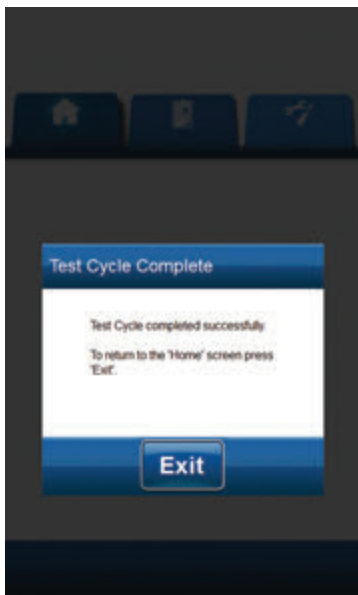 Test Cycle Complete
Test Cycle completed successfully.
To return to the 'Home' screen press
'Exit'.
Exit